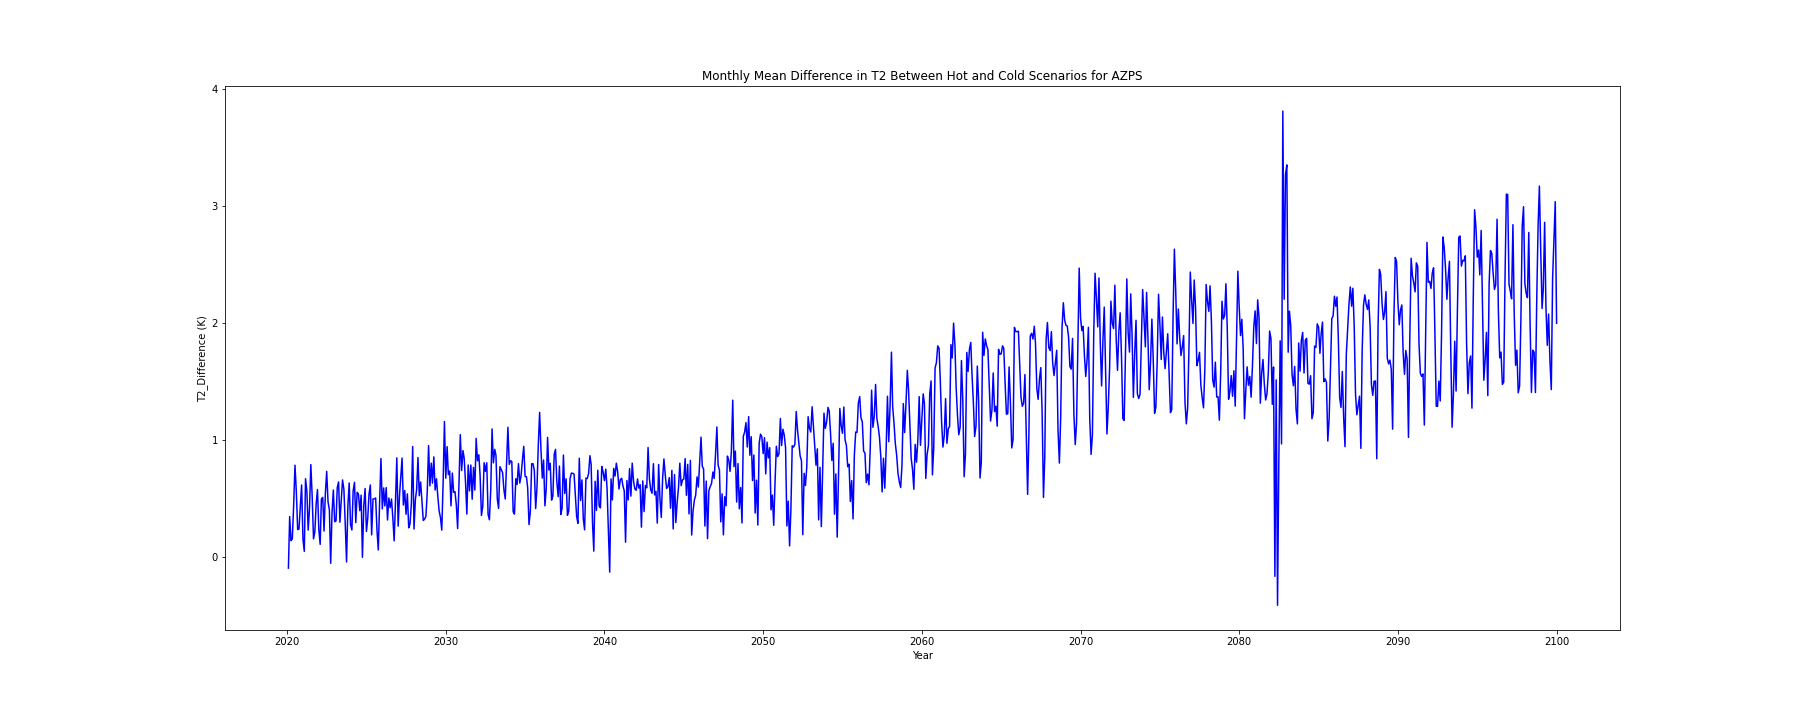 Monthly Mean Difference in T2 Between Hot and Cold Scenarios for AZPS
4
3
2
1
0
T2_Difference (K)
2020 2030 2040 2050 2060 2070 2080 2090 2100
Year